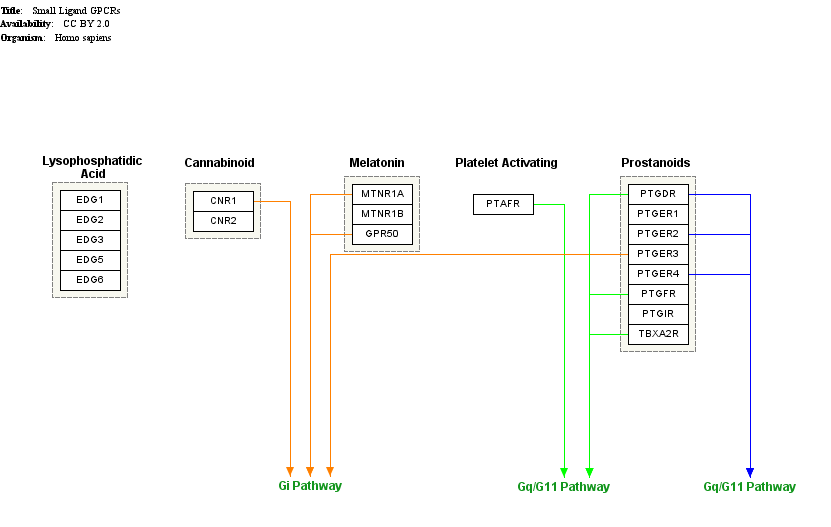 Title: Small Ligand GPCRs
Availability: CC BY 2.0
Organism: Homo sapiens
Lysophosphatidic
Acid
EDG1
EDG2
EDG3
EDG5
EDG6
Cannabinoid
CNR1
CNR2
Melatonin
MTNR1A
MTNR1B
GPR50
Platelet Activating
PTAFR
Prostanoids
PTGDR
PTGER1
PTGER2
PTGER3
PTGER4
PTGFR
PTGIR
TBXA2R
Gi Pathway
Gq/G11 Pathway
Gq/G11 Pathway